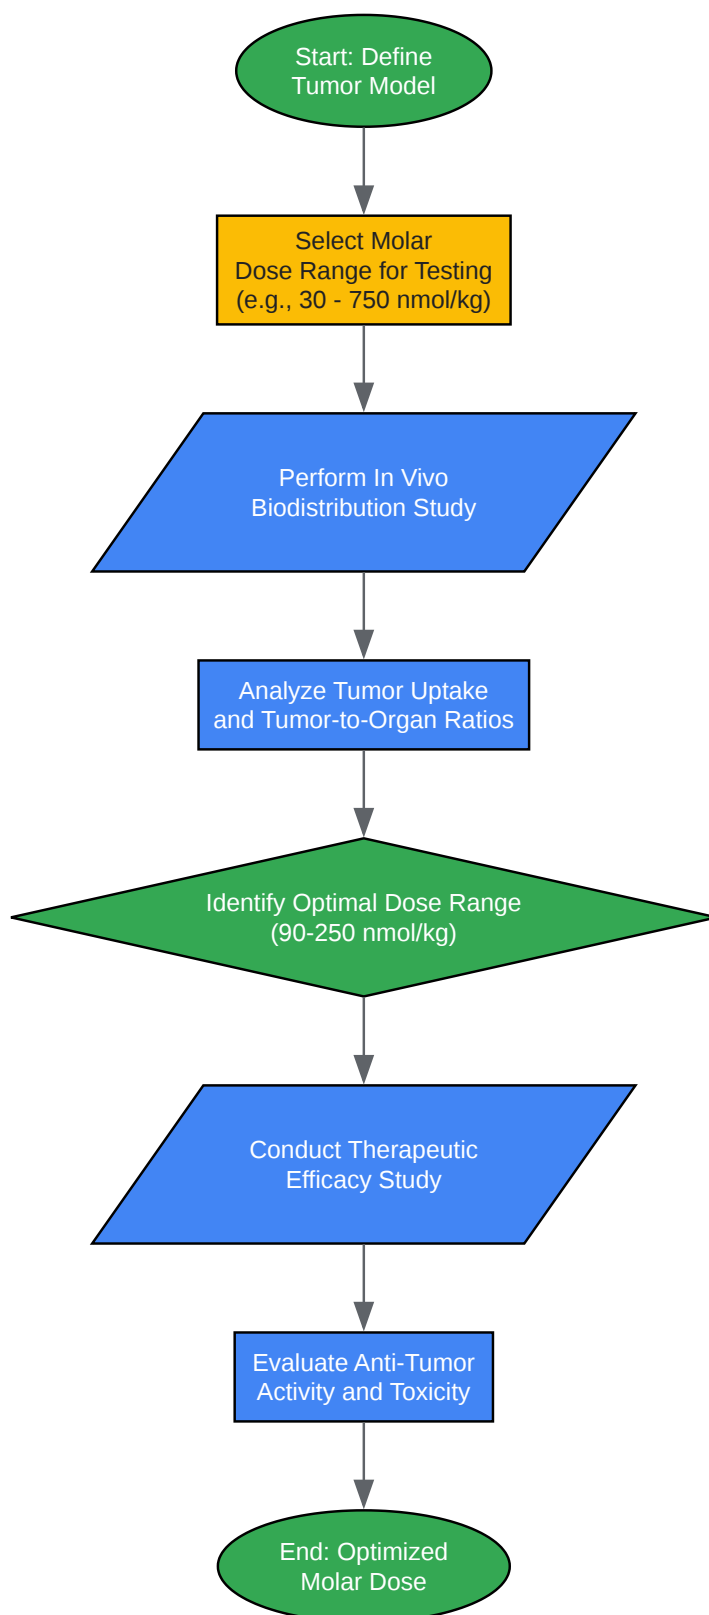 Start: Define
Tumor Model
Select Molar
Dose Range for Testing
(e.g., 30 - 750 nmol/kg)
Perform In Vivo
Biodistribution Study
Analyze Tumor Uptake
and Tumor-to-Organ Ratios
Identify Optimal Dose Range
(90-250 nmol/kg)
Conduct Therapeutic
Efficacy Study
Evaluate Anti-Tumor
Activity and Toxicity
End: Optimized
Molar Dose